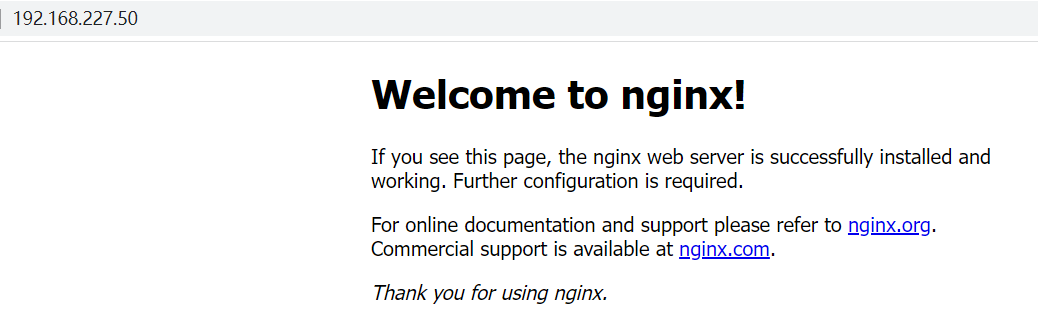 192.168.227.50
Welcome to nginx!
If you see this page, the nginx web server is successfully installed and
working. Further configuration is required.
For online documentation and support please refer to nginx.org.
Commercial support is available at nginx.com.
Thank you for using nginx.